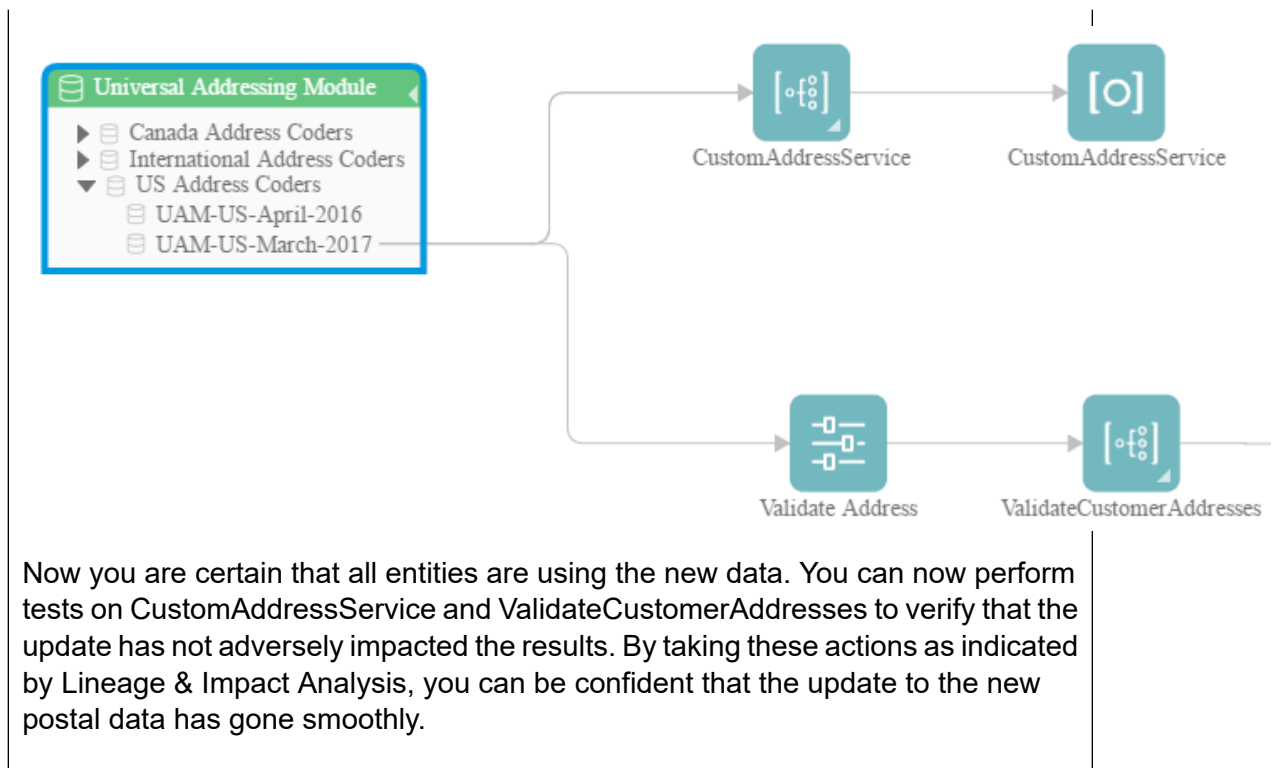 Universal Addressing Module
Canada Address Coders
International Address Coders
US Address Coders
UAM-US-April-2016
UAM-US-March-2017
CustomAddressService
CustomAddressService
Validate Address
ValidateCustomerAddresses
Now you are certain that all entities are using the new data. You can now perform
tests on CustomAddressService and ValidateCustomerAddresses to verify that the
update has not adversely impacted the results. By taking these actions as indicated
by Lineage & Impact Analysis, you can be confident that the update to the new
postal data has gone smoothly.